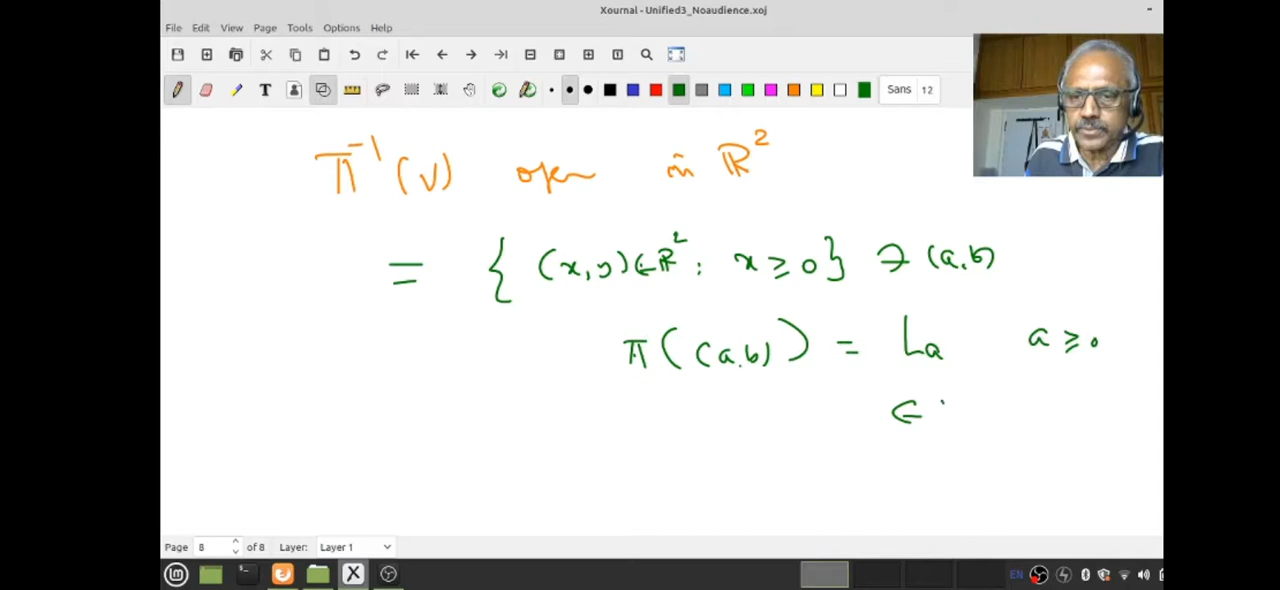 Xournal - Unified3_Noaudience.xoj
File Edit View Page Tools Options Help
Sans 12
π⁻¹(V) open in ℝ²
= { (x,y) ∈ ℝ² : x ≥ 0 } ∋ (a,b)
π((a,b)) = La a ≥ 0
∈
Page 8 of 8 Layer: Layer 1
EN